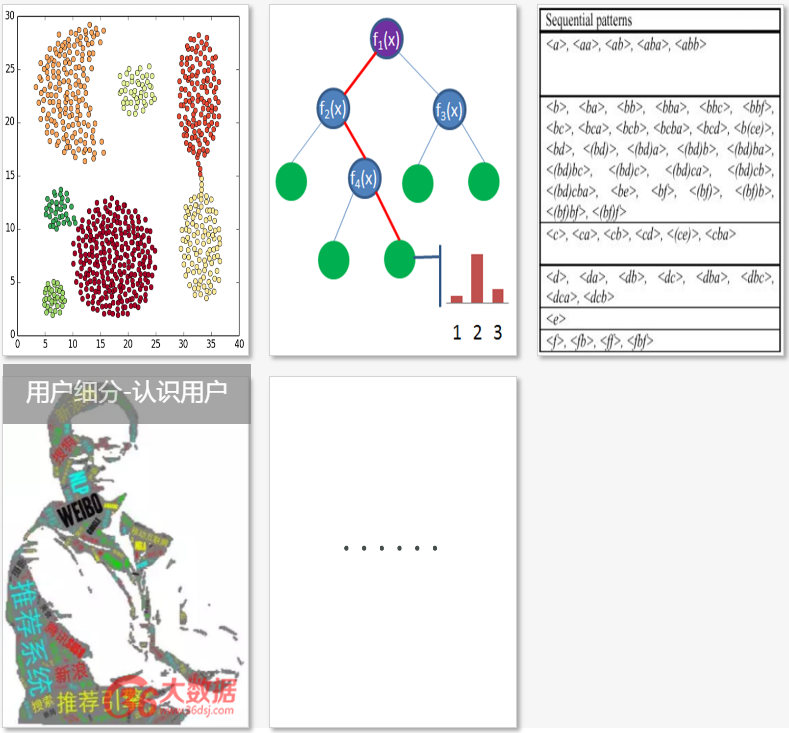 30
25
20
15
10
5
0
0 5 10 15 20 25 30 35 40
f1(x)
f2(x)
f3(x)
f4(x)
1 2 3
Sequential patterns
<a>, <aa>, <ab>, <aba>, <abb>
<b>, <ba>, <bb>, <bba>, <bbc>, <bbf>,
<bc>, <bca>, <bcb>, <bcba>, <bcd>, <b(ce)>,
<bd>, <(bd)>, <(bd)a>, <(bd)b>, <(bd)ba>,
<(bd)bc>, <(bd)c>, <(bd)ca>, <(bd)cb>,
<(bd)cba>, <be>, <bf>, <(bf)>, <(bf)b>,
<(bf)bf>, <(bf)f>
<c>, <ca>, <cb>, <cd>, <(ce)>, <cba>
<d>, <da>, <db>, <dc>, <dba>, <dbc>,
<dca>, <dcb>
<e>
<f>, <fb>, <ff>, <fbf>
用户细分-认识用户
NLP
WEIBO
推荐系统
新浪
搜索
推荐引擎
大数据
www.36dsj.com
......